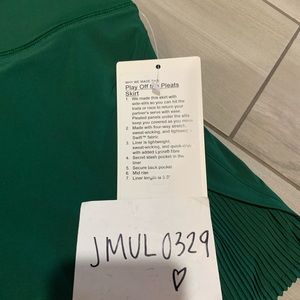 WHY WE MADE THIS
Play Off the Pleats
Skirt
1 We made this skirt with
side-slits so you can hit the
trails or race to return your
partner's serve with ease.
Pleated panels under the slits
keep you covered as you move
2 Made with four-way stretch,
sweat-wicking, and lightweight
Swift™ fabric
3 Liner is lightweight,
sweat-wicking, and quick-drying
with added Lycra® fibre
4 Secret stash pocket in the
liner
5 Secure back pocket
6 Mid rise
7 Liner length is
JMUL0329